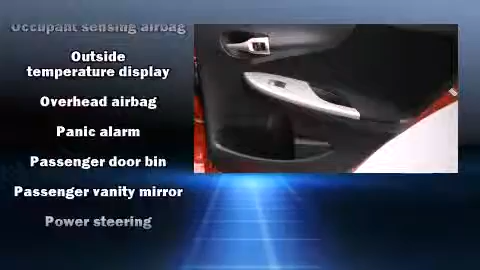 Occupant sensing airbag
Outside
temperature display
Overhead airbag
Panic alarm
Passenger door bin
Passenger vanity mirror
Power steering